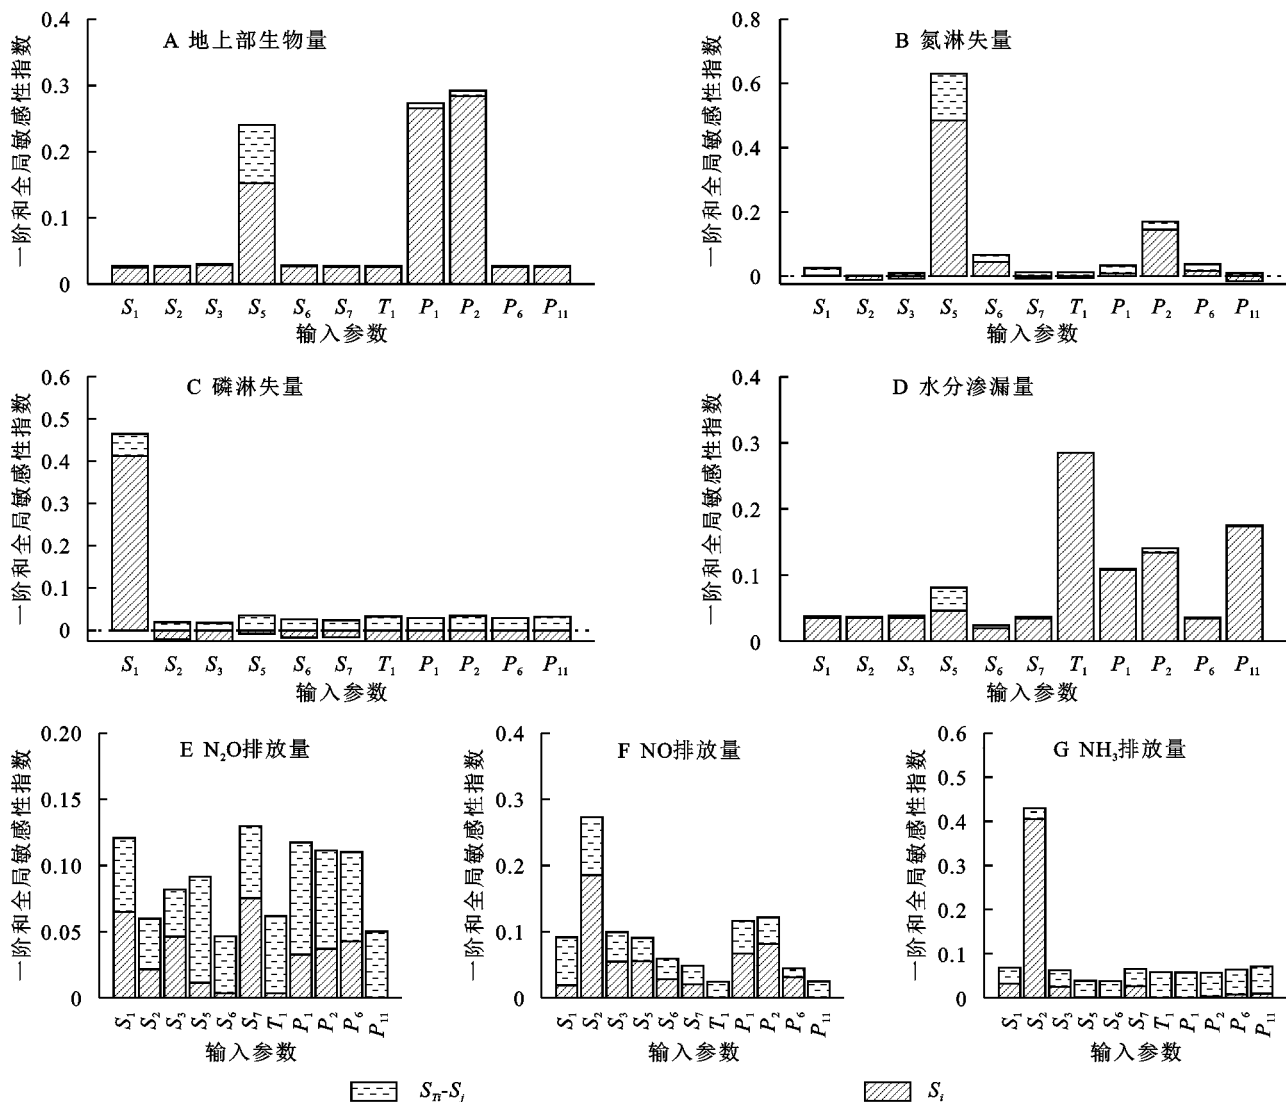 A 地上部生物量
一阶和全局敏感性指数
0.4
0.3
0.2
0.1
0
S₁ S₂ S₃ S₅ S₆ S₇ T₁ P₁ P₂ P₆ P₁₁
输入参数
B 氮淋失量
一阶和全局敏感性指数
0.8
0.6
0.4
0.2
0
S₁ S₂ S₃ S₅ S₆ S₇ T₁ P₁ P₂ P₆ P₁₁
输入参数
C 磷淋失量
一阶和全局敏感性指数
0.6
0.5
0.4
0.3
0.2
0.1
0
S₁ S₂ S₃ S₅ S₆ S₇ T₁ P₁ P₂ P₆ P₁₁
输入参数
D 水分渗漏量
一阶和全局敏感性指数
0.4
0.3
0.2
0.1
0
S₁ S₂ S₃ S₅ S₆ S₇ T₁ P₁ P₂ P₆ P₁₁
输入参数
E N₂O排放量
一阶和全局敏感性指数
0.20
0.15
0.10
0.05
0
S₁ S₂ S₃ S₅ S₆ S₇ T₁ P₁ P₂ P₆ P₁₁
输入参数
F NO排放量
一阶和全局敏感性指数
0.4
0.3
0.2
0.1
0
S₁ S₂ S₃ S₅ S₆ S₇ T₁ P₁ P₂ P₆ P₁₁
输入参数
G NH₃排放量
一阶和全局敏感性指数
0.6
0.5
0.4
0.3
0.2
0.1
0
S₁ S₂ S₃ S₅ S₆ S₇ T₁ P₁ P₂ P₆ P₁₁
输入参数
S_Ti-S_i
S_i